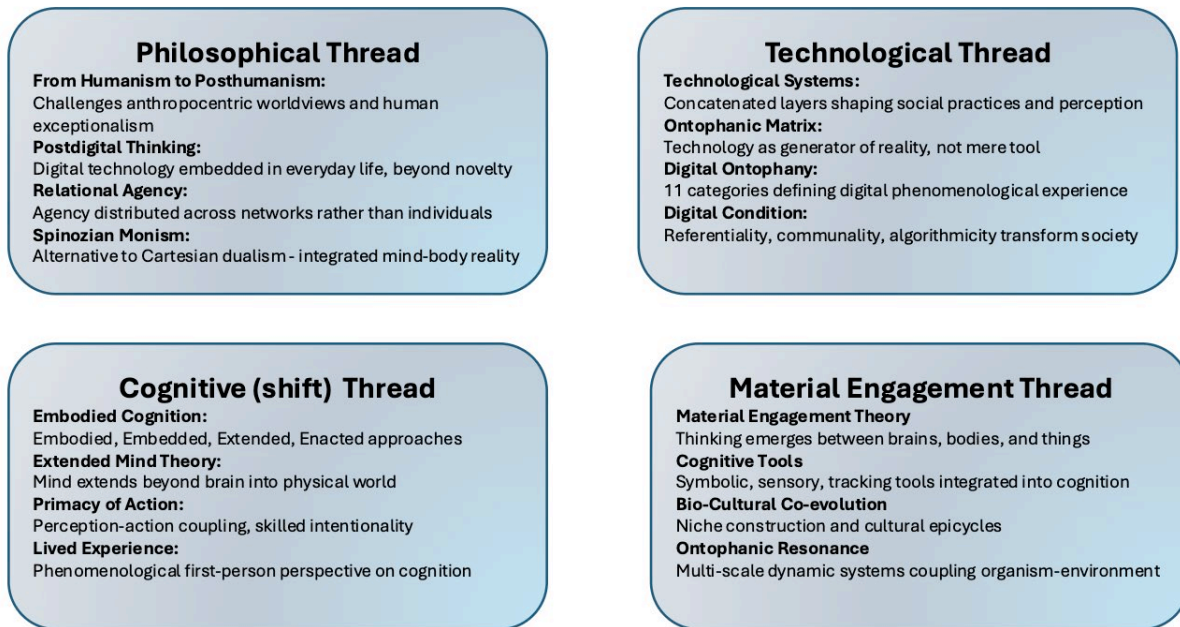 Philosophical Thread
From Humanism to Posthumanism:
Challenges anthropocentric worldviews and human
exceptionalism
Postdigital Thinking:
Digital technology embedded in everyday life, beyond novelty
Relational Agency:
Agency distributed across networks rather than individuals
Spinozian Monism:
Alternative to Cartesian dualism - integrated mind-body reality
Technological Thread
Technological Systems:
Concatenated layers shaping social practices and perception
Ontophanic Matrix:
Technology as generator of reality, not mere tool
Digital Ontophany:
11 categories defining digital phenomenological experience
Digital Condition:
Referentiality, communality, algorithmicity transform society
Cognitive (shift) Thread
Embodied Cognition:
Embodied, Embedded, Extended, Enacted approaches
Extended Mind Theory:
Mind extends beyond brain into physical world
Primacy of Action:
Perception-action coupling, skilled intentionality
Lived Experience:
Phenomenological first-person perspective on cognition
Material Engagement Thread
Material Engagement Theory
Thinking emerges between brains, bodies, and things
Cognitive Tools
Symbolic, sensory, tracking tools integrated into cognition
Bio-Cultural Co-evolution
Niche construction and cultural epicycles
Ontophanic Resonance
Multi-scale dynamic systems coupling organism-environment